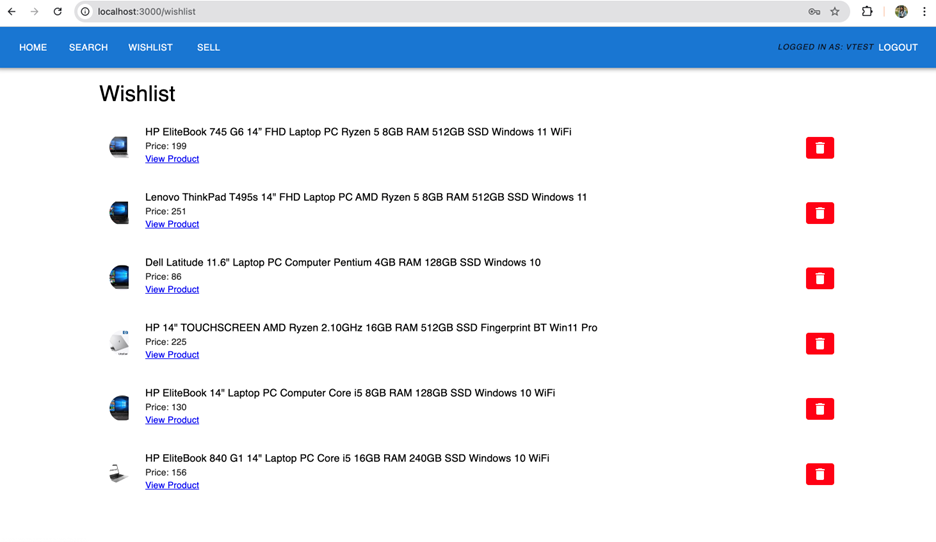 localhost:3000/wishlist
HOME SEARCH WISHLIST SELL LOGGED IN AS: VTEST LOGOUT
Wishlist
HP EliteBook 745 G6 14” FHD Laptop PC Ryzen 5 8GB RAM 512GB SSD Windows 11 WiFi
Price: 199
View Product
Lenovo ThinkPad T495s 14" FHD Laptop PC AMD Ryzen 5 8GB RAM 512GB SSD Windows 11
Price: 251
View Product
Dell Latitude 11.6" Laptop PC Computer Pentium 4GB RAM 128GB SSD Windows 10
Price: 86
View Product
HP 14" TOUCHSCREEN AMD Ryzen 2.10GHz 16GB RAM 512GB SSD Fingerprint BT Win11 Pro
Price: 225
View Product
HP EliteBook 14" Laptop PC Computer Core i5 8GB RAM 128GB SSD Windows 10 WiFi
Price: 130
View Product
HP EliteBook 840 G1 14" Laptop PC Core i5 16GB RAM 240GB SSD Windows 10 WiFi
Price: 156
View Product